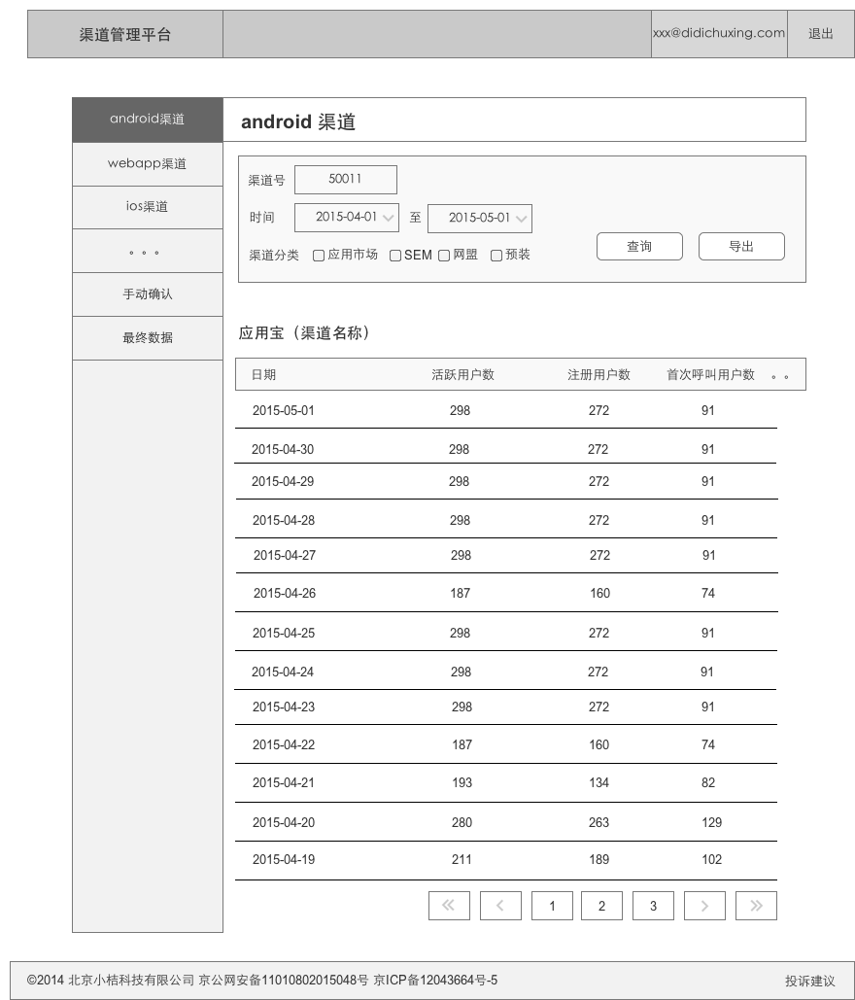 渠道管理平台 xxx@didichuxing.com 退出
android渠道
webapp渠道
ios渠道
。。。
手动确认
最终数据
android 渠道
渠道号 50011
时间 2015-04-01 至 2015-05-01
渠道分类 应用市场 SEM 网盟 预装 查询 导出
应用宝（渠道名称）
日期 活跃用户数 注册用户数 首次呼叫用户数 。。
2015-05-01 298 272 91
2015-04-30 298 272 91
2015-04-29 298 272 91
2015-04-28 298 272 91
2015-04-27 298 272 91
2015-04-26 187 160 74
2015-04-25 298 272 91
2015-04-24 298 272 91
2015-04-23 298 272 91
2015-04-22 187 160 74
2015-04-21 193 134 82
2015-04-20 280 263 129
2015-04-19 211 189 102
1 2 3
©2014 北京小桔科技有限公司 京公网安备11010802015048号 京ICP备12043664号-5 投诉建议